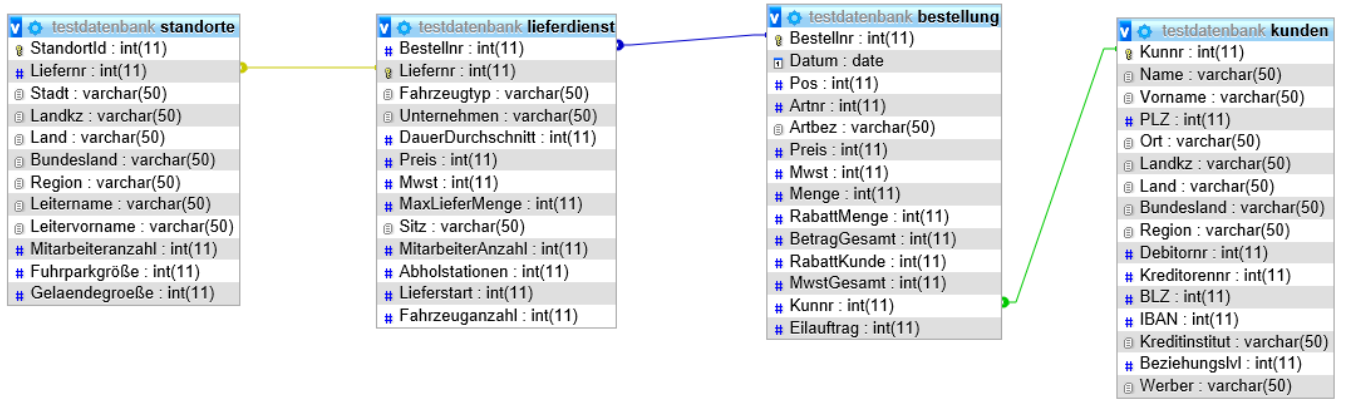 testdatenbank standorte
StandortId : int(11)
Liefernr : int(11)
Stadt : varchar(50)
Landkz : varchar(50)
Land : varchar(50)
Bundesland : varchar(50)
Region : varchar(50)
Leitername : varchar(50)
Leitervorname : varchar(50)
Mitarbeiteranzahl : int(11)
Fuhrparkgröße : int(11)
Gelaendegroeße : int(11)
testdatenbank lieferdienst
Bestellnr : int(11)
Liefernr : int(11)
Fahrzeugtyp : varchar(50)
Unternehmen : varchar(50)
DauerDurchschnitt : int(11)
Preis : int(11)
Mwst : int(11)
MaxLieferMenge : int(11)
Sitz : varchar(50)
MitarbeiterAnzahl : int(11)
Abholstationen : int(11)
Lieferstart : int(11)
Fahrzeuganzahl : int(11)
testdatenbank bestellung
Bestellnr : int(11)
Datum : date
Pos : int(11)
Artnr : int(11)
Artbez : varchar(50)
Preis : int(11)
Mwst : int(11)
Menge : int(11)
RabattMenge : int(11)
BetragGesamt : int(11)
RabattKunde : int(11)
MwstGesamt : int(11)
Kunnr : int(11)
Eilauftrag : int(11)
testdatenbank kunden
Kunnr : int(11)
Name : varchar(50)
Vorname : varchar(50)
PLZ : int(11)
Ort : varchar(50)
Landkz : varchar(50)
Land : varchar(50)
Bundesland : varchar(50)
Region : varchar(50)
Debitornr : int(11)
Kreditorennr : int(11)
BLZ : int(11)
IBAN : int(11)
Kreditinstitut : varchar(50)
Beziehungslvl : int(11)
Werber : varchar(50)